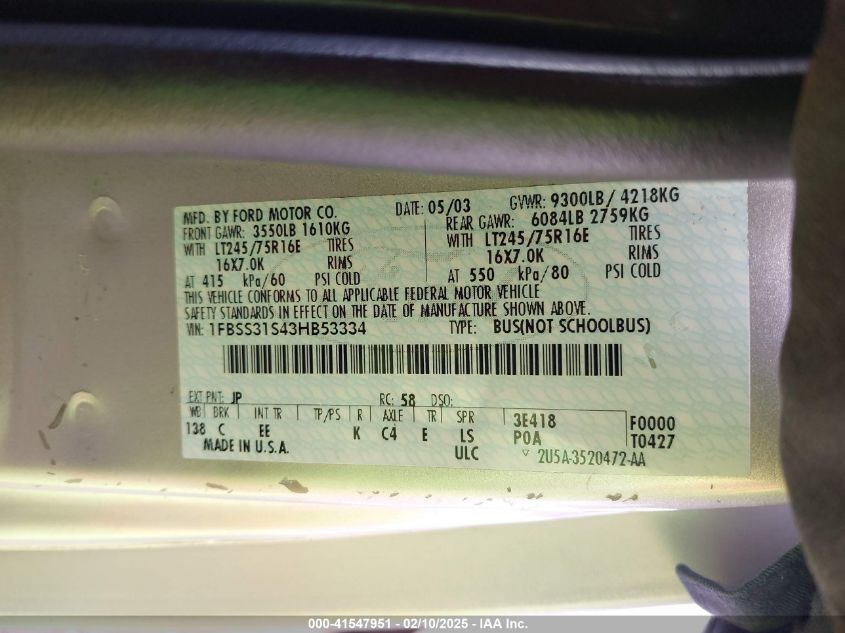 MFD. BY FORD MOTOR CO. DATE: 05/03 GVWR: 9300LB/ 4218KG
FRONT GAWR: 3550LB 1610KG REAR GAWR: 6084LB 2759KG
WITH LT245/75R16E TIRES WITH LT245/75R16E TIRES
16X7.0K RIMS 16X7.0K RIMS
AT 415 kPa/60 PSI COLD AT 550 kPa/80 PSI COLD
THIS VEHICLE CONFORMS TO ALL APPLICABLE FEDERAL MOTOR VEHICLE
SAFETY STANDARDS IN EFFECT ON THE DATE OF MANUFACTURE SHOWN ABOVE.
VIN: 1FBSS31S43HB53334 TYPE: BUS(NOT SCHOOLBUS)
EXT PNT: JP RC: 58 DSO:
WB BRK INT TR TP/PS R AXLE TR SPR 3E418 F0000
138 C EE K C4 E LS P0A T0427
MADE IN U.S.A. ULC 2U5A-3520472-AA
000-41547951 - 02/10/2025 - IAA Inc.